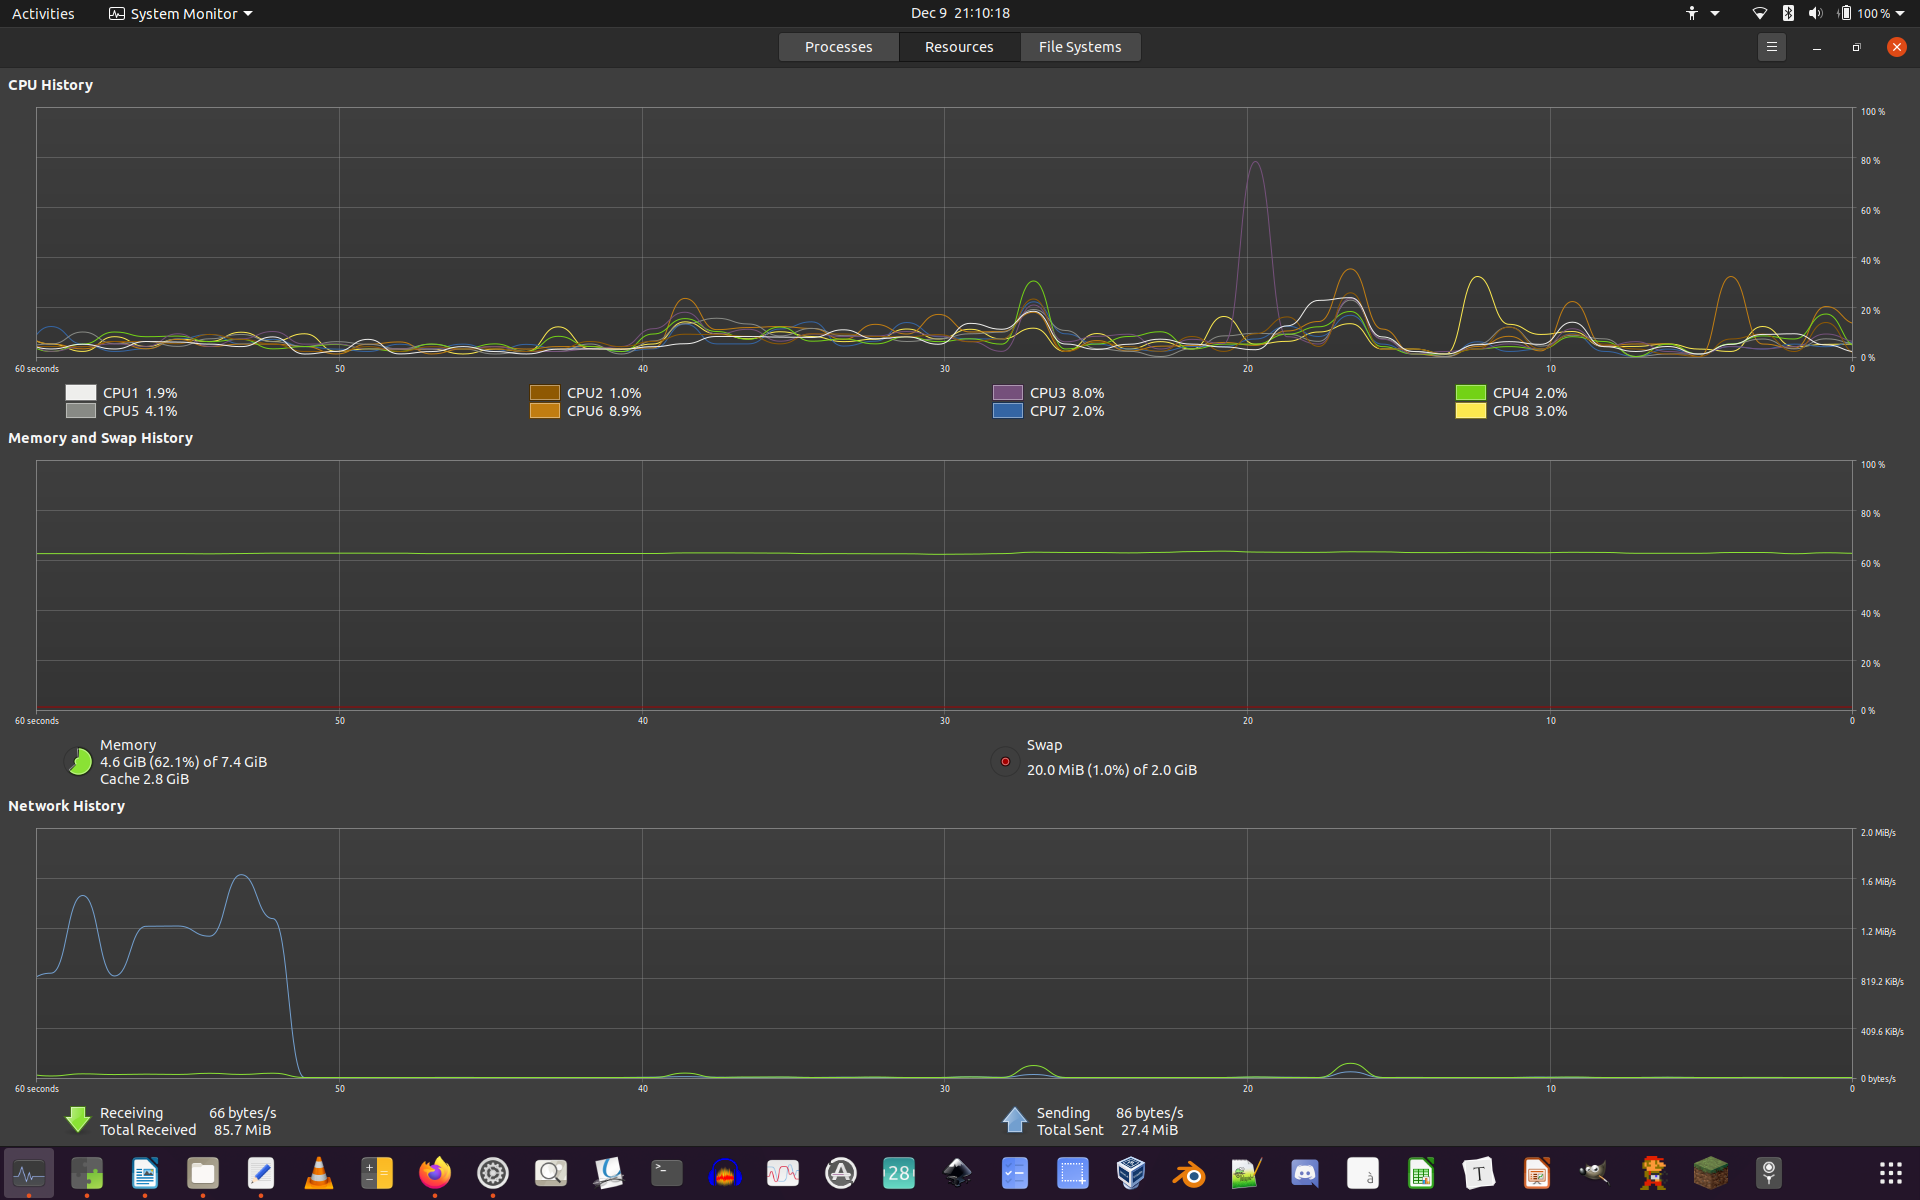 Activities System Monitor Dec 9 21:10:18 100 %
Processes Resources File Systems
CPU History
100 %
80 %
60 %
40 %
20 %
0 %
60 seconds 50 40 30 20 10 0
CPU1 1.9% CPU2 1.0% CPU3 8.0% CPU4 2.0%
CPU5 4.1% CPU6 8.9% CPU7 2.0% CPU8 3.0%
Memory and Swap History
100 %
80 %
60 %
40 %
20 %
0 %
60 seconds 50 40 30 20 10 0
Memory
4.6 GiB (62.1%) of 7.4 GiB
Cache 2.8 GiB
Swap
20.0 MiB (1.0%) of 2.0 GiB
Network History
2.0 MiB/s
1.6 MiB/s
1.2 MiB/s
819.2 KiB/s
409.6 KiB/s
0 bytes/s
60 seconds 50 40 30 20 10 0
Receiving 66 bytes/s
Total Received 85.7 MiB
Sending 86 bytes/s
Total Sent 27.4 MiB
28
à
T